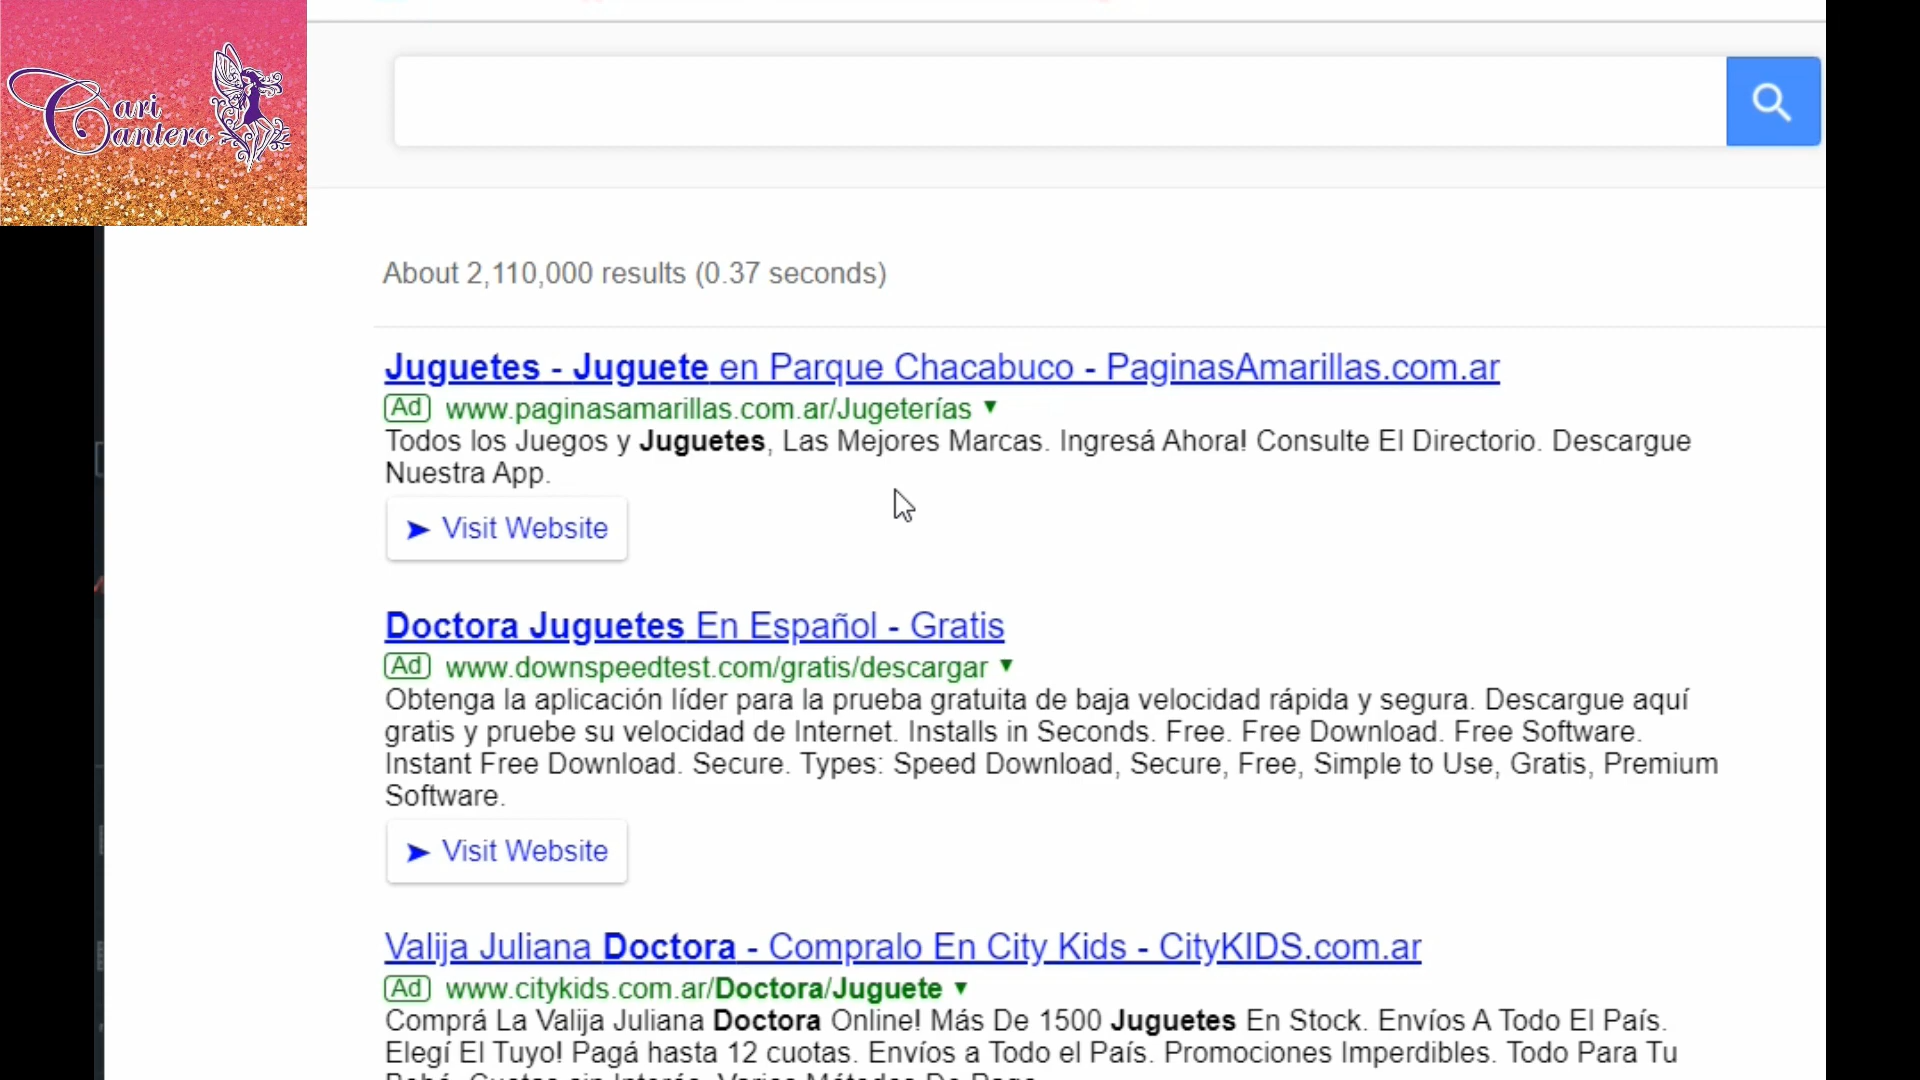 Cari
Cantero
About 2,110,000 results (0.37 seconds)
Juguetes - Juguete en Parque Chacabuco - PaginasAmarillas.com.ar
Ad www.paginasamarillas.com.ar/Jugeterías ▼
Todos los Juegos y Juguetes, Las Mejores Marcas. Ingresá Ahora! Consulte El Directorio. Descargue
Nuestra App.
➤ Visit Website
Doctora Juguetes En Español - Gratis
Ad www.downspeedtest.com/gratis/descargar ▼
Obtenga la aplicación líder para la prueba gratuita de baja velocidad rápida y segura. Descargue aquí
gratis y pruebe su velocidad de Internet. Installs in Seconds. Free. Free Download. Free Software.
Instant Free Download. Secure. Types: Speed Download, Secure, Free, Simple to Use, Gratis, Premium
Software.
➤ Visit Website
Valija Juliana Doctora - Compralo En City Kids - CityKIDS.com.ar
Ad www.citykids.com.ar/Doctora/Juguete ▼
Comprá La Valija Juliana Doctora Online! Más De 1500 Juguetes En Stock. Envíos A Todo El País.
Elegí El Tuyo! Pagá hasta 12 cuotas. Envíos a Todo el País. Promociones Imperdibles. Todo Para Tu